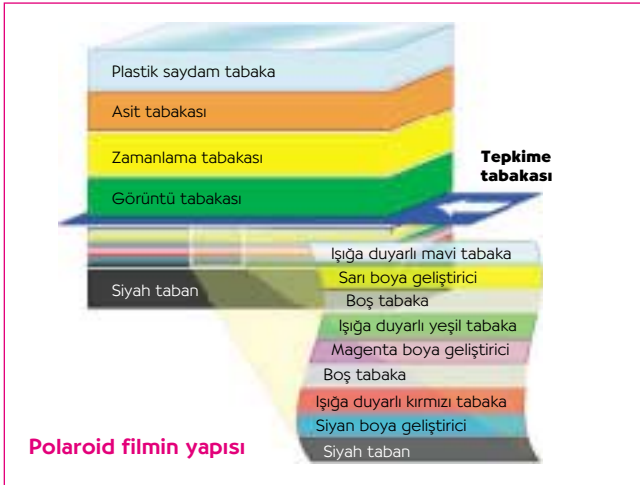 Plastik saydam tabaka
Asit tabakası
Zamanlama tabakası
Tepkime
tabakası
Görüntü tabakası
Işığa duyarlı mavi tabaka
Sarı boya geliştirici
Siyah taban
Boş tabaka
Işığa duyarlı yeşil tabaka
Magenta boya geliştirici
Boş tabaka
Işığa duyarlı kırmızı tabaka
Siyan boya geliştirici
Siyah taban
Polaroid filmin yapısı